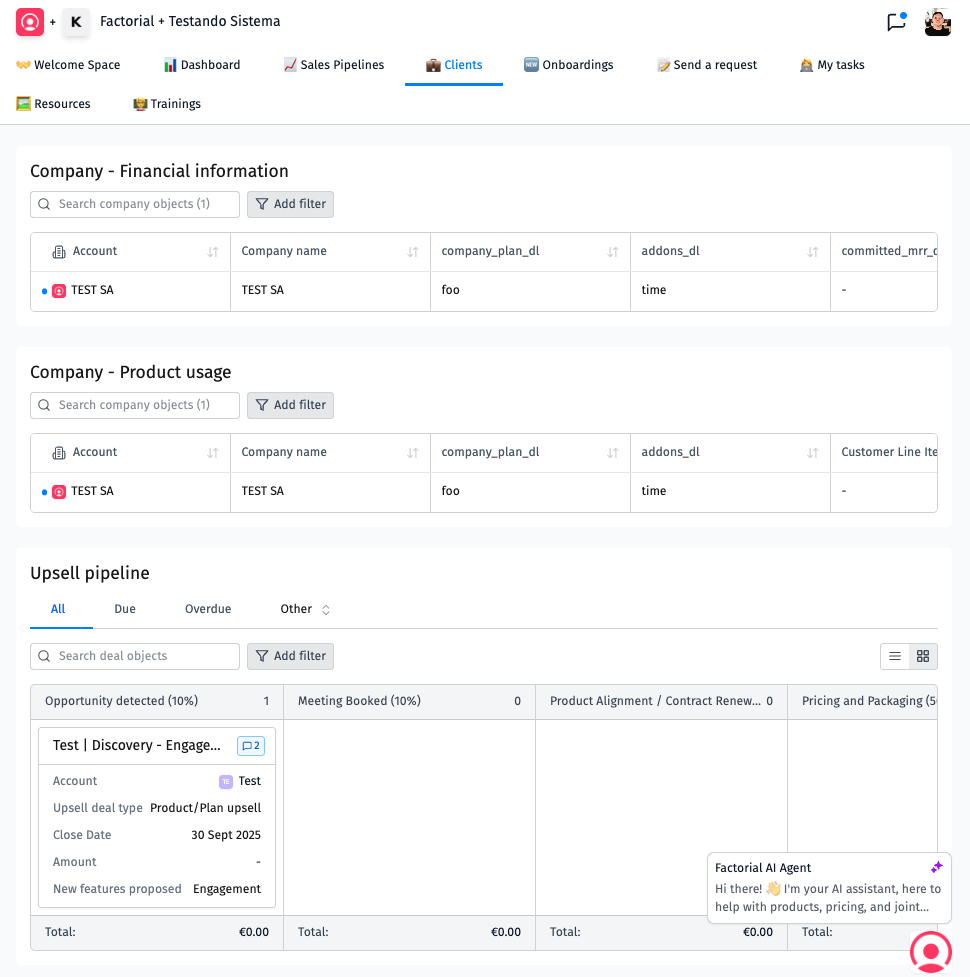 + K Factorial + Testando Sistema
Welcome Space Dashboard Sales Pipelines Clients Onboardings Send a request My tasks
Resources Trainings
Company - Financial information
Search company objects (1) Add filter
Account Company name company_plan_dl addons_dl committed_mrr_
TEST SA TEST SA foo time -
Company - Product usage
Search company objects (1) Add filter
Account Company name company_plan_dl addons_dl Customer Line Ite
TEST SA TEST SA foo time -
Upsell pipeline
All Due Overdue Other
Search deal objects Add filter
Opportunity detected (10%) 1 Meeting Booked (10%) 0 Product Alignment / Contract Renew... 0 Pricing and Packaging (5
Test | Discovery - Engage... 2
Account TE Test
Upsell deal type Product/Plan upsell
Close Date 30 Sept 2025
Amount -
New features proposed Engagement
Factorial AI Agent
Hi there! 👋 I'm your AI assistant, here to
help with products, pricing, and joint...
Total: €0.00 Total: €0.00 Total: €0.00 Total: